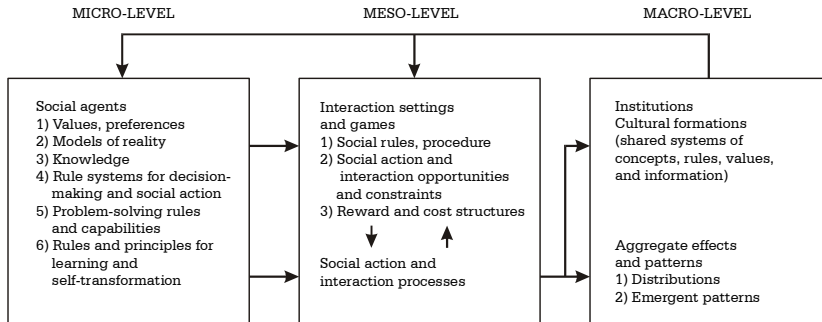 MICRO-LEVEL
MESO-LEVEL
MACRO-LEVEL
Social agents
1) Values, preferences
2) Models of reality
3) Knowledge
4) Rule systems for decision-
making and social action
5) Problem-solving rules
and capabilities
6) Rules and principles for
learning and
self-transformation
Interaction settings
and games
1) Social rules, procedure
2) Social action and
interaction opportunities
and constraints
3) Reward and cost structures
Social action and
interaction processes
Institutions
Cultural formations
(shared systems of
concepts, rules, values,
and information)
Aggregate effects
and patterns
1) Distributions
2) Emergent patterns